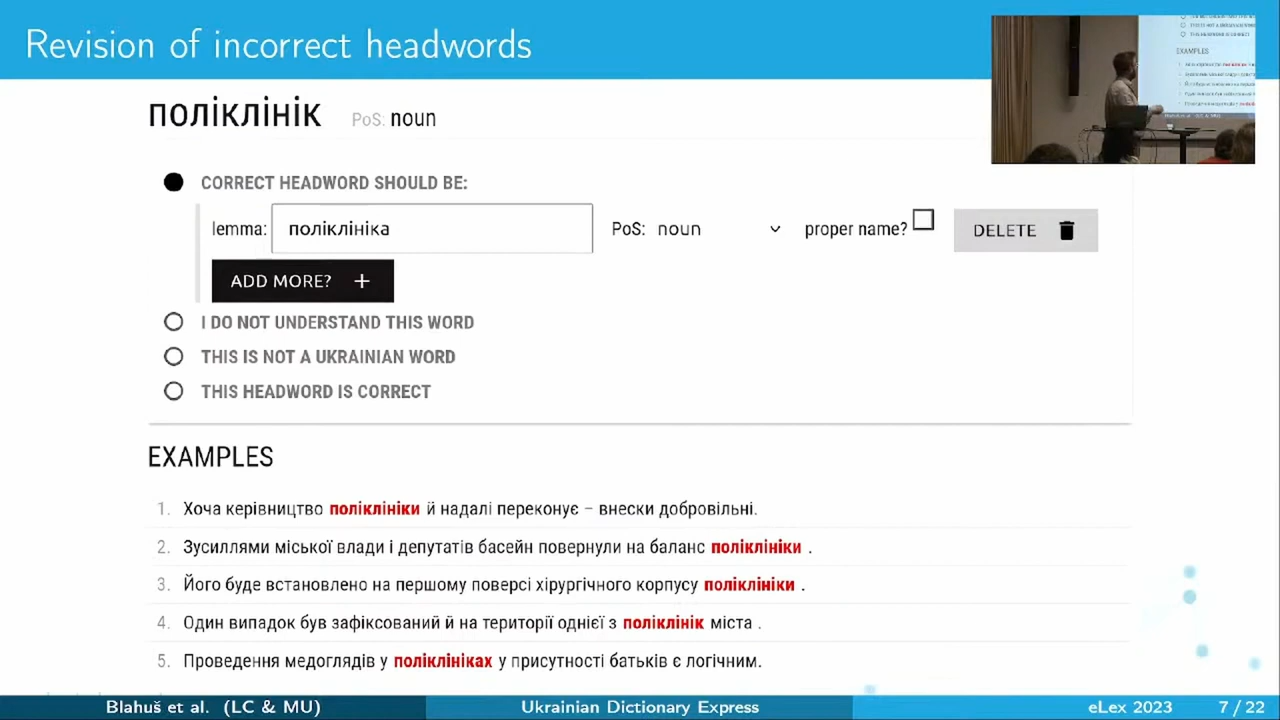 Revision of incorrect headwords
поліклінік PoS: noun
CORRECT HEADWORD SHOULD BE:
lemma: поліклініка PoS: noun proper name? DELETE
ADD MORE? +
I DO NOT UNDERSTAND THIS WORD
THIS IS NOT A UKRAINIAN WORD
THIS HEADWORD IS CORRECT
EXAMPLES
1. Хоча керівництво поліклініки й надалі переконує – внески добровільні.
2. Зусиллями міської влади і депутатів басейн повернули на баланс поліклініки .
3. Його буде встановлено на першому поверсі хірургічного корпусу поліклініки .
4. Один випадок був зафіксований й на території однієї з поліклінік міста .
5. Проведення медоглядів у поліклініках у присутності батьків є логічним.
Blahuš et al. (LC & MU) Ukrainian Dictionary Express eLex 2023 7 / 22
EXAMPLES